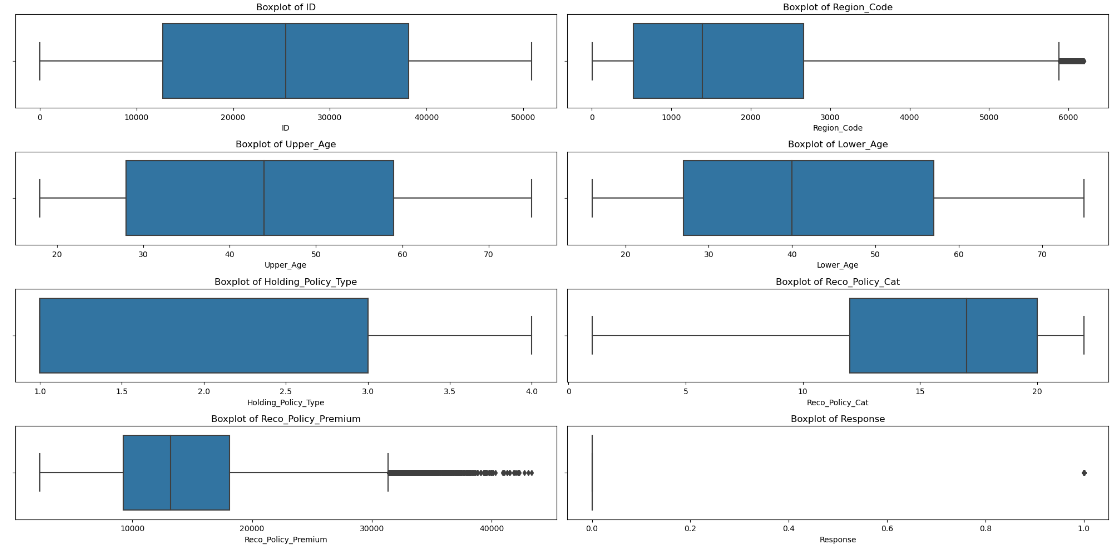 Boxplot of ID
0 10000 20000 30000 40000 50000
ID
Boxplot of Region_Code
0 1000 2000 3000 4000 5000 6000
Region_Code
Boxplot of Upper_Age
20 30 40 50 60 70
Upper_Age
Boxplot of Lower_Age
20 30 40 50 60 70
Lower_Age
Boxplot of Holding_Policy_Type
1.0 1.5 2.0 2.5 3.0 3.5 4.0
Holding_Policy_Type
Boxplot of Reco_Policy_Cat
0 5 10 15 20
Reco_Policy_Cat
Boxplot of Reco_Policy_Premium
10000 20000 30000 40000
Reco_Policy_Premium
Boxplot of Response
0.0 0.2 0.4 0.6 0.8 1.0
Response